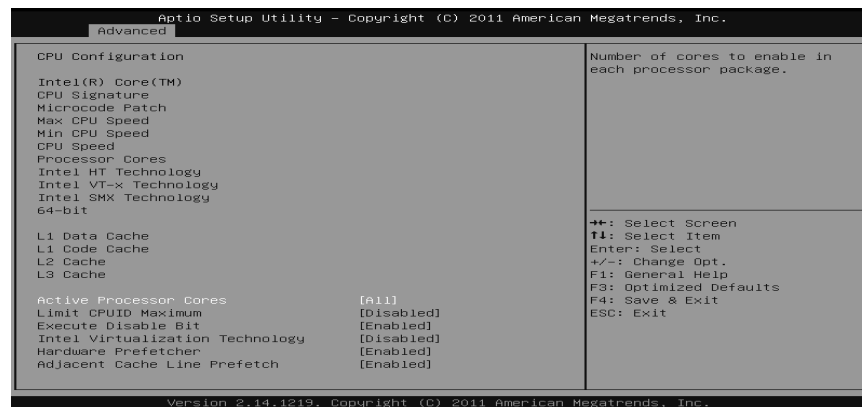 Aptio Setup Utility – Copyright (C) 2011 American Megatrends, Inc.
Advanced
CPU Configuration
Intel(R) Core(TM)
CPU Signature
Microcode Patch
Max CPU Speed
Min CPU Speed
CPU Speed
Processor Cores
Intel HT Technology
Intel VT-x Technology
Intel SMX Technology
64-bit
L1 Data Cache
L1 Code Cache
L2 Cache
L3 Cache
Active Processor Cores [All]
Limit CPUID Maximum [Disabled]
Execute Disable Bit [Enabled]
Intel Virtualization Technology [Disabled]
Hardware Prefetcher [Enabled]
Adjacent Cache Line Prefetch [Enabled]
Number of cores to enable in
each processor package.
→←: Select Screen
↑↓: Select Item
Enter: Select
+/-: Change Opt.
F1: General Help
F3: Optimized Defaults
F4: Save & Exit
ESC: Exit
Version 2.14.1219. Copyright (C) 2011 American Megatrends, Inc.